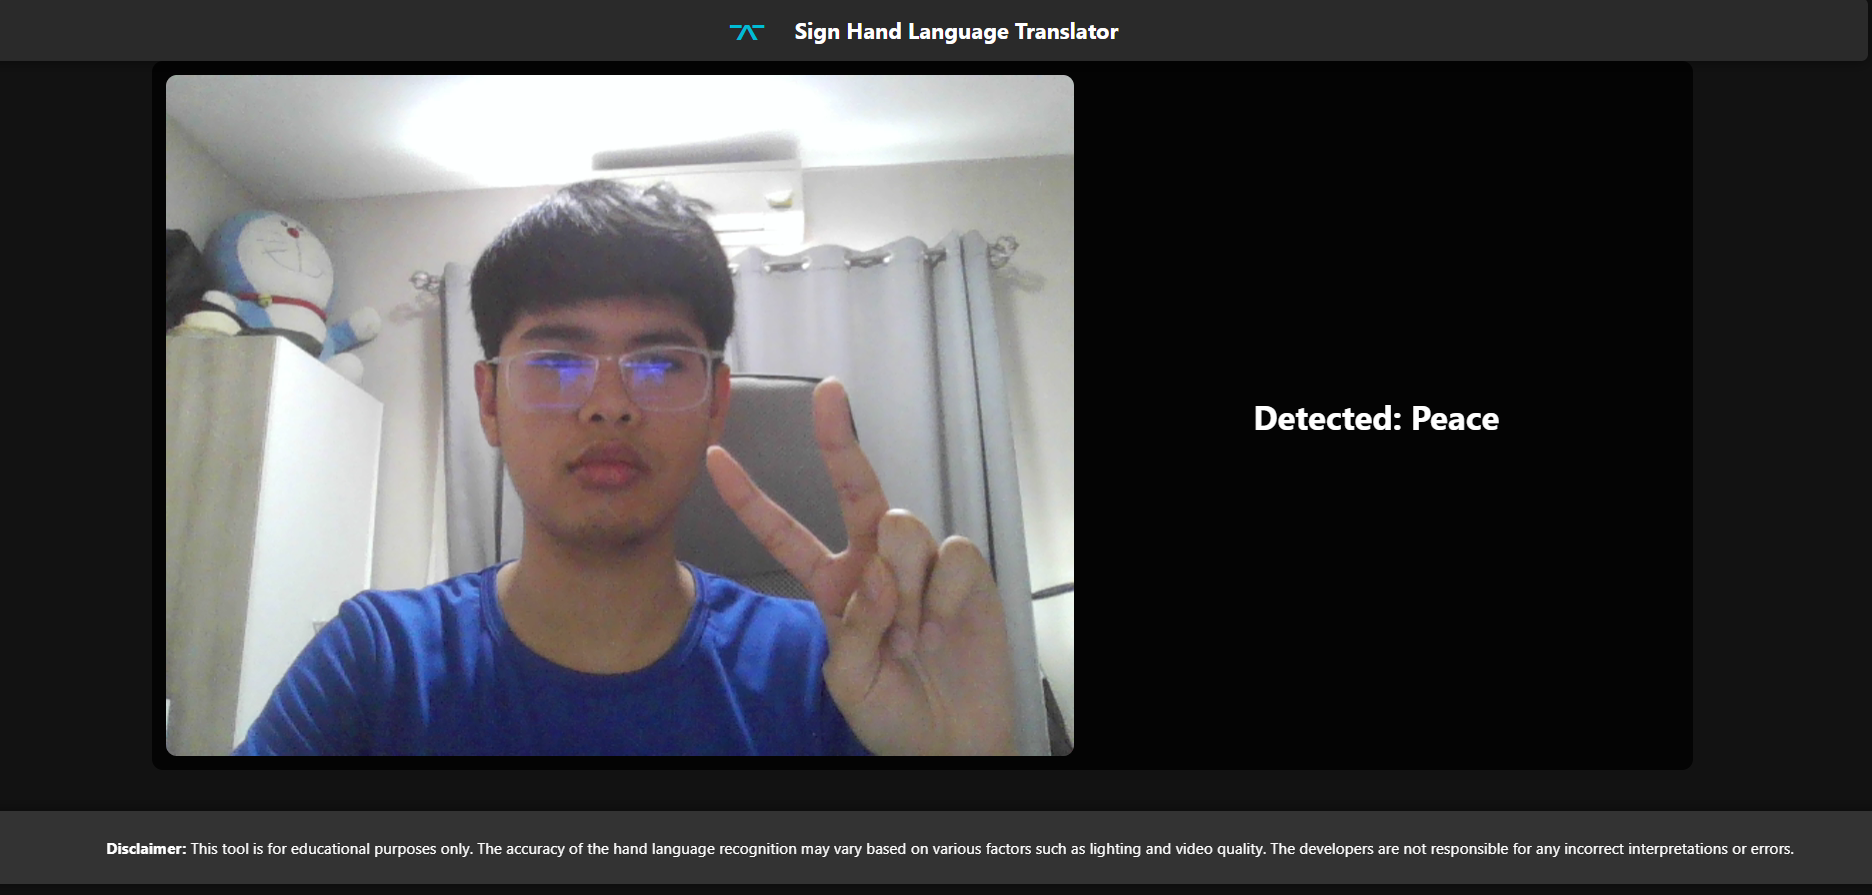 Sign Hand Language Translator
Detected: Peace
Disclaimer: This tool is for educational purposes only. The accuracy of the hand language recognition may vary based on various factors such as lighting and video quality. The developers are not responsible for any incorrect interpretations or errors.